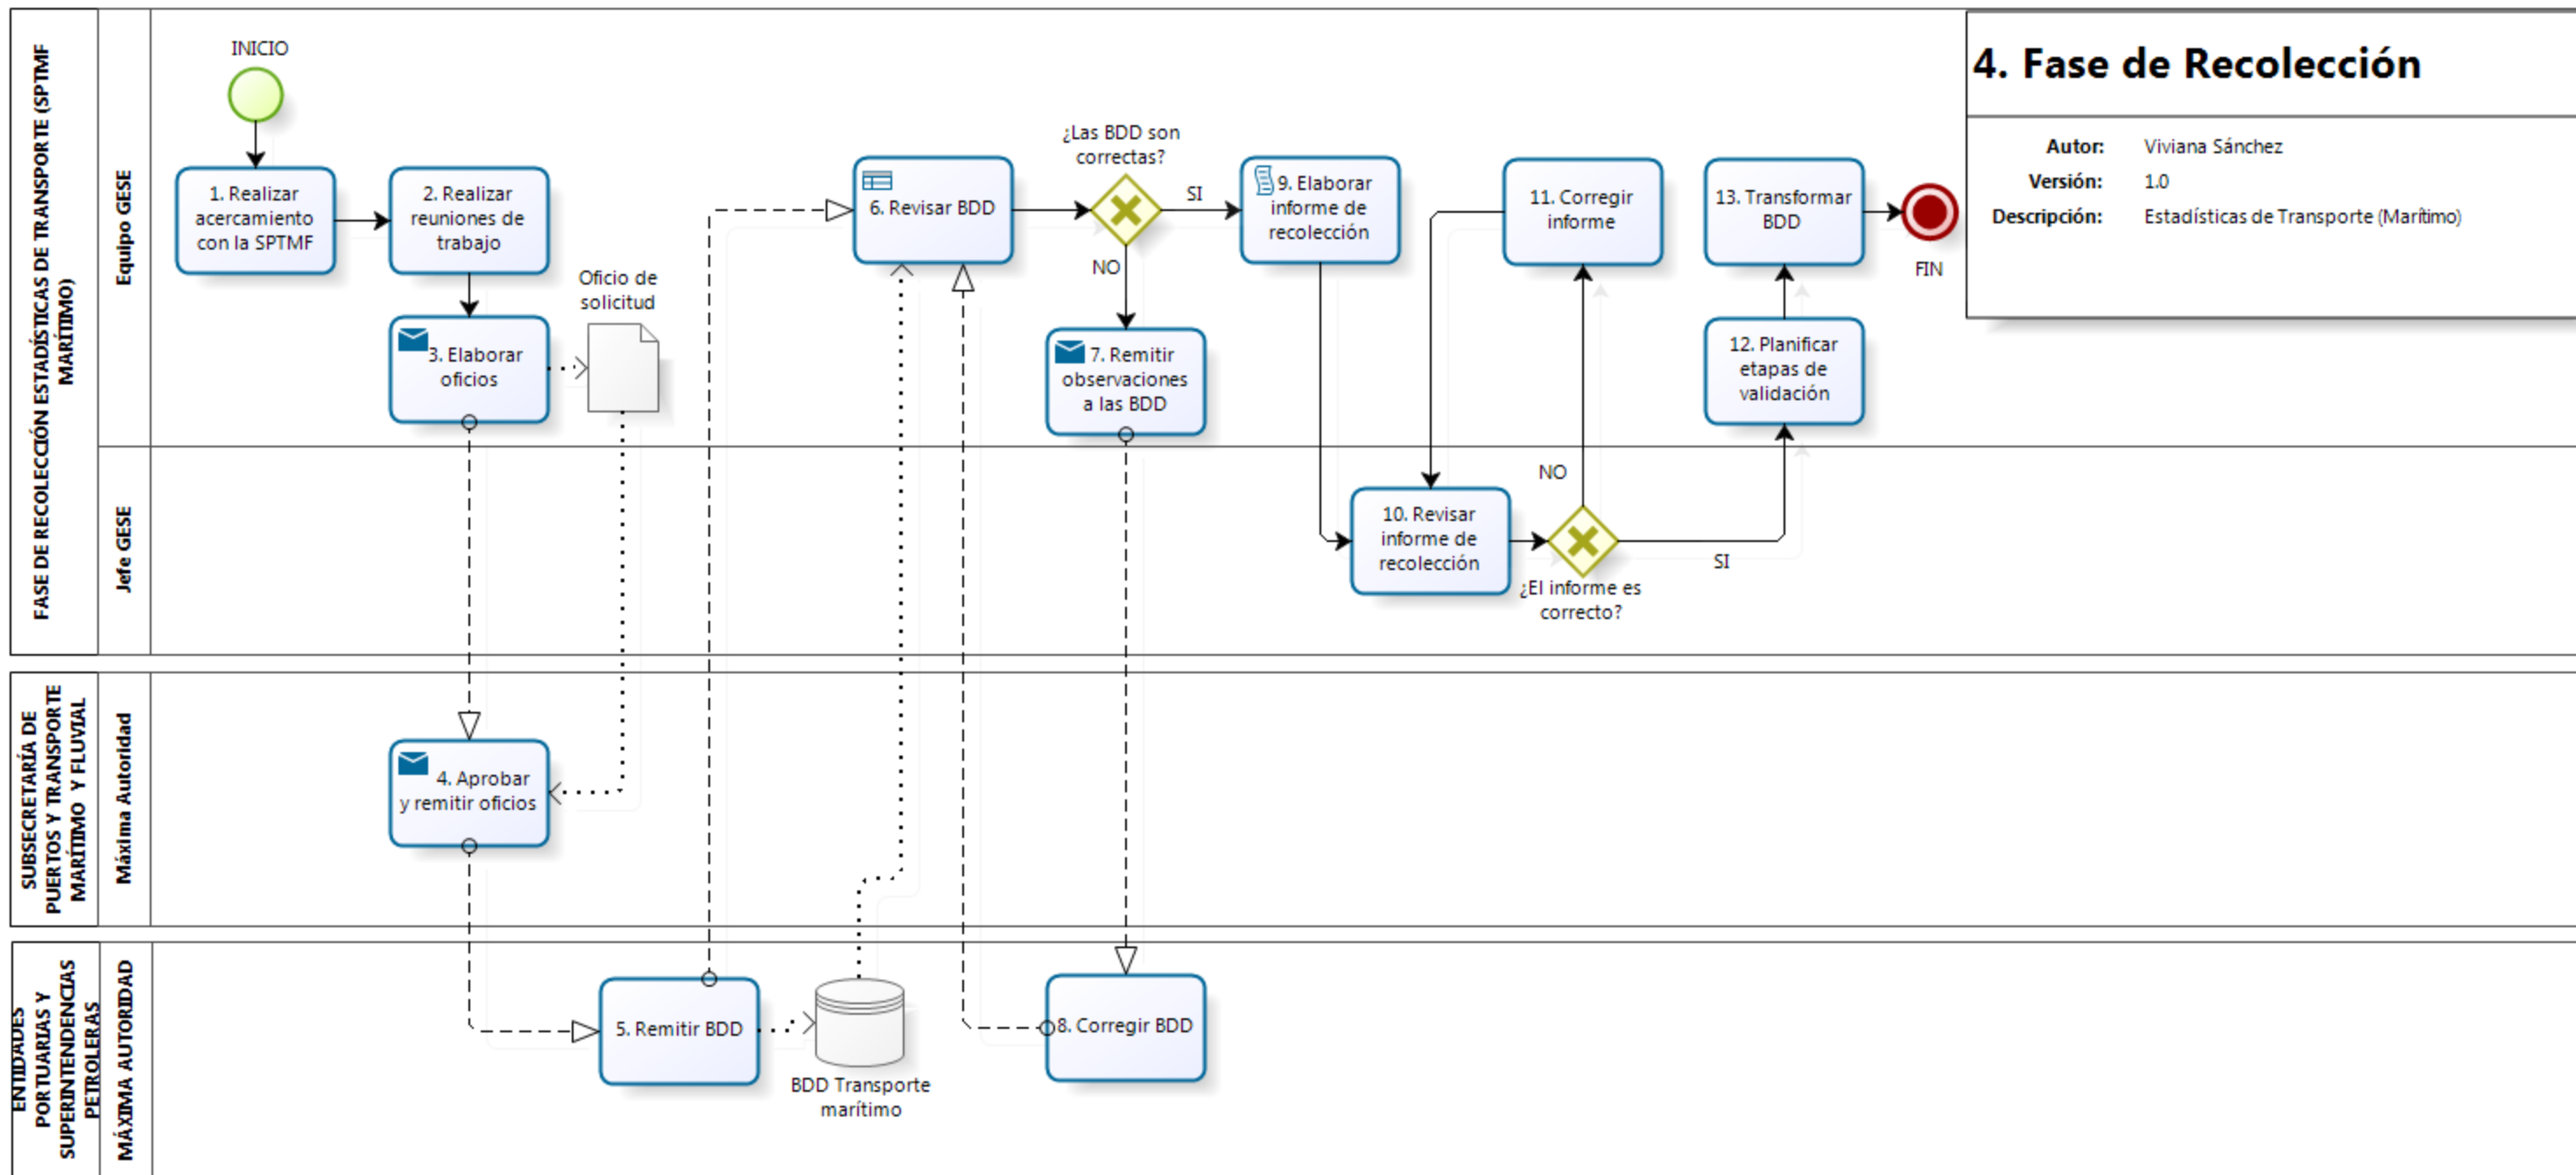 FASE DE RECOLECCIÓN ESTADÍSTICAS DE TRANSPORTE (SPTMF
MARÍTIMO)
Equipo GESE
INICIO
1. Realizar
acercamiento
con la SPTMF
2. Realizar
reuniones de
trabajo
3. Elaborar
oficios
Oficio de
solicitud
6. Revisar BDD
¿Las BDD son
correctas?
SI
NO
7. Remitir
observaciones
a las BDD
9. Elaborar
informe de
recolección
11. Corregir
informe
13. Transformar
BDD
12. Planificar
etapas de
validación
FIN
4. Fase de Recolección
Autor: Viviana Sánchez
Versión: 1.0
Descripción: Estadísticas de Transporte (Marítimo)
Jefe GESE
10. Revisar
informe de
recolección
NO
SI
¿El informe es
correcto?
SUBSECRETARÍA DE
PUERTOS Y TRANSPORTE
MARÍTIMO Y FLUVIAL
Máxima Autoridad
4. Aprobar
y remitir oficios
ENTIDADES
PORTUARIAS Y
SUPERINTENDENCIAS
PETROLERAS
MÁXIMA AUTORIDAD
5. Remitir BDD
BDD Transporte
marítimo
8. Corregir BDD